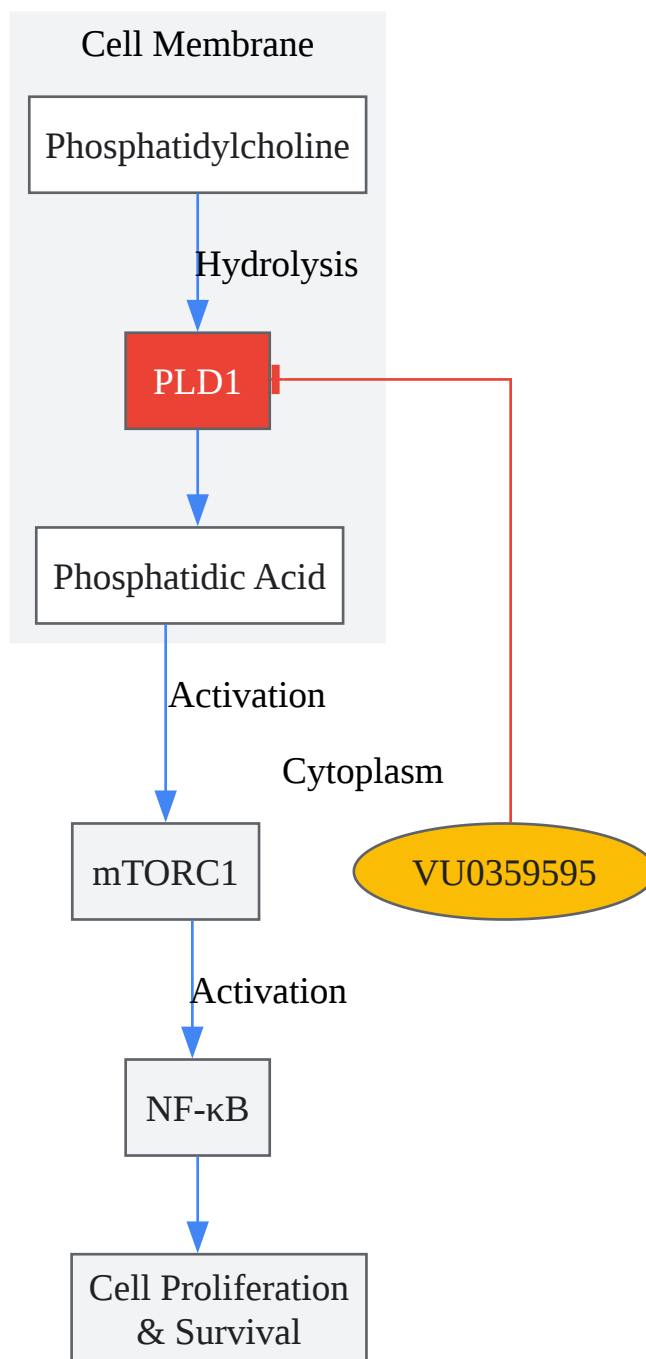 Cell Membrane
Phosphatidylcholine
Hydrolysis
PLD1
Phosphatidic Acid
Activation
Cytoplasm
mTORC1
VU0359595
Activation
NF-κB
Cell Proliferation
& Survival